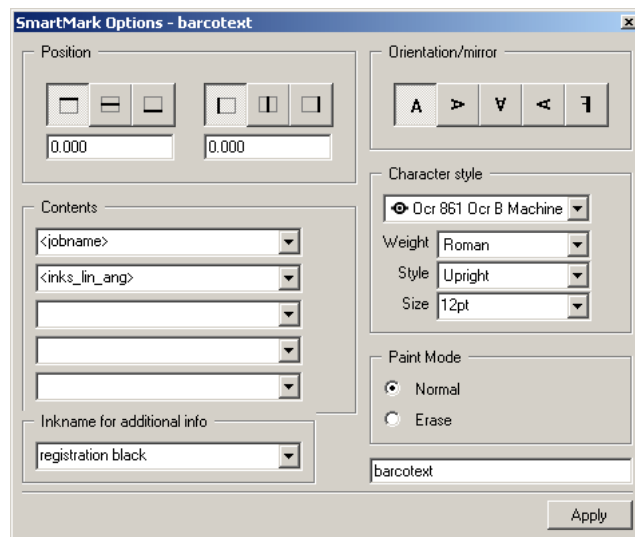 SmartMark Options - barcotext
Position
0.000
0.000
Orientation/mirror
A A A A F
Character style
Ocr 861 Ocr B Machine
Weight Roman
Style Upright
Size 12pt
Contents
<jobname>
<inks_lin_ang>
Paint Mode
Normal
Erase
Inkname for additional info
registration black
barcotext
Apply